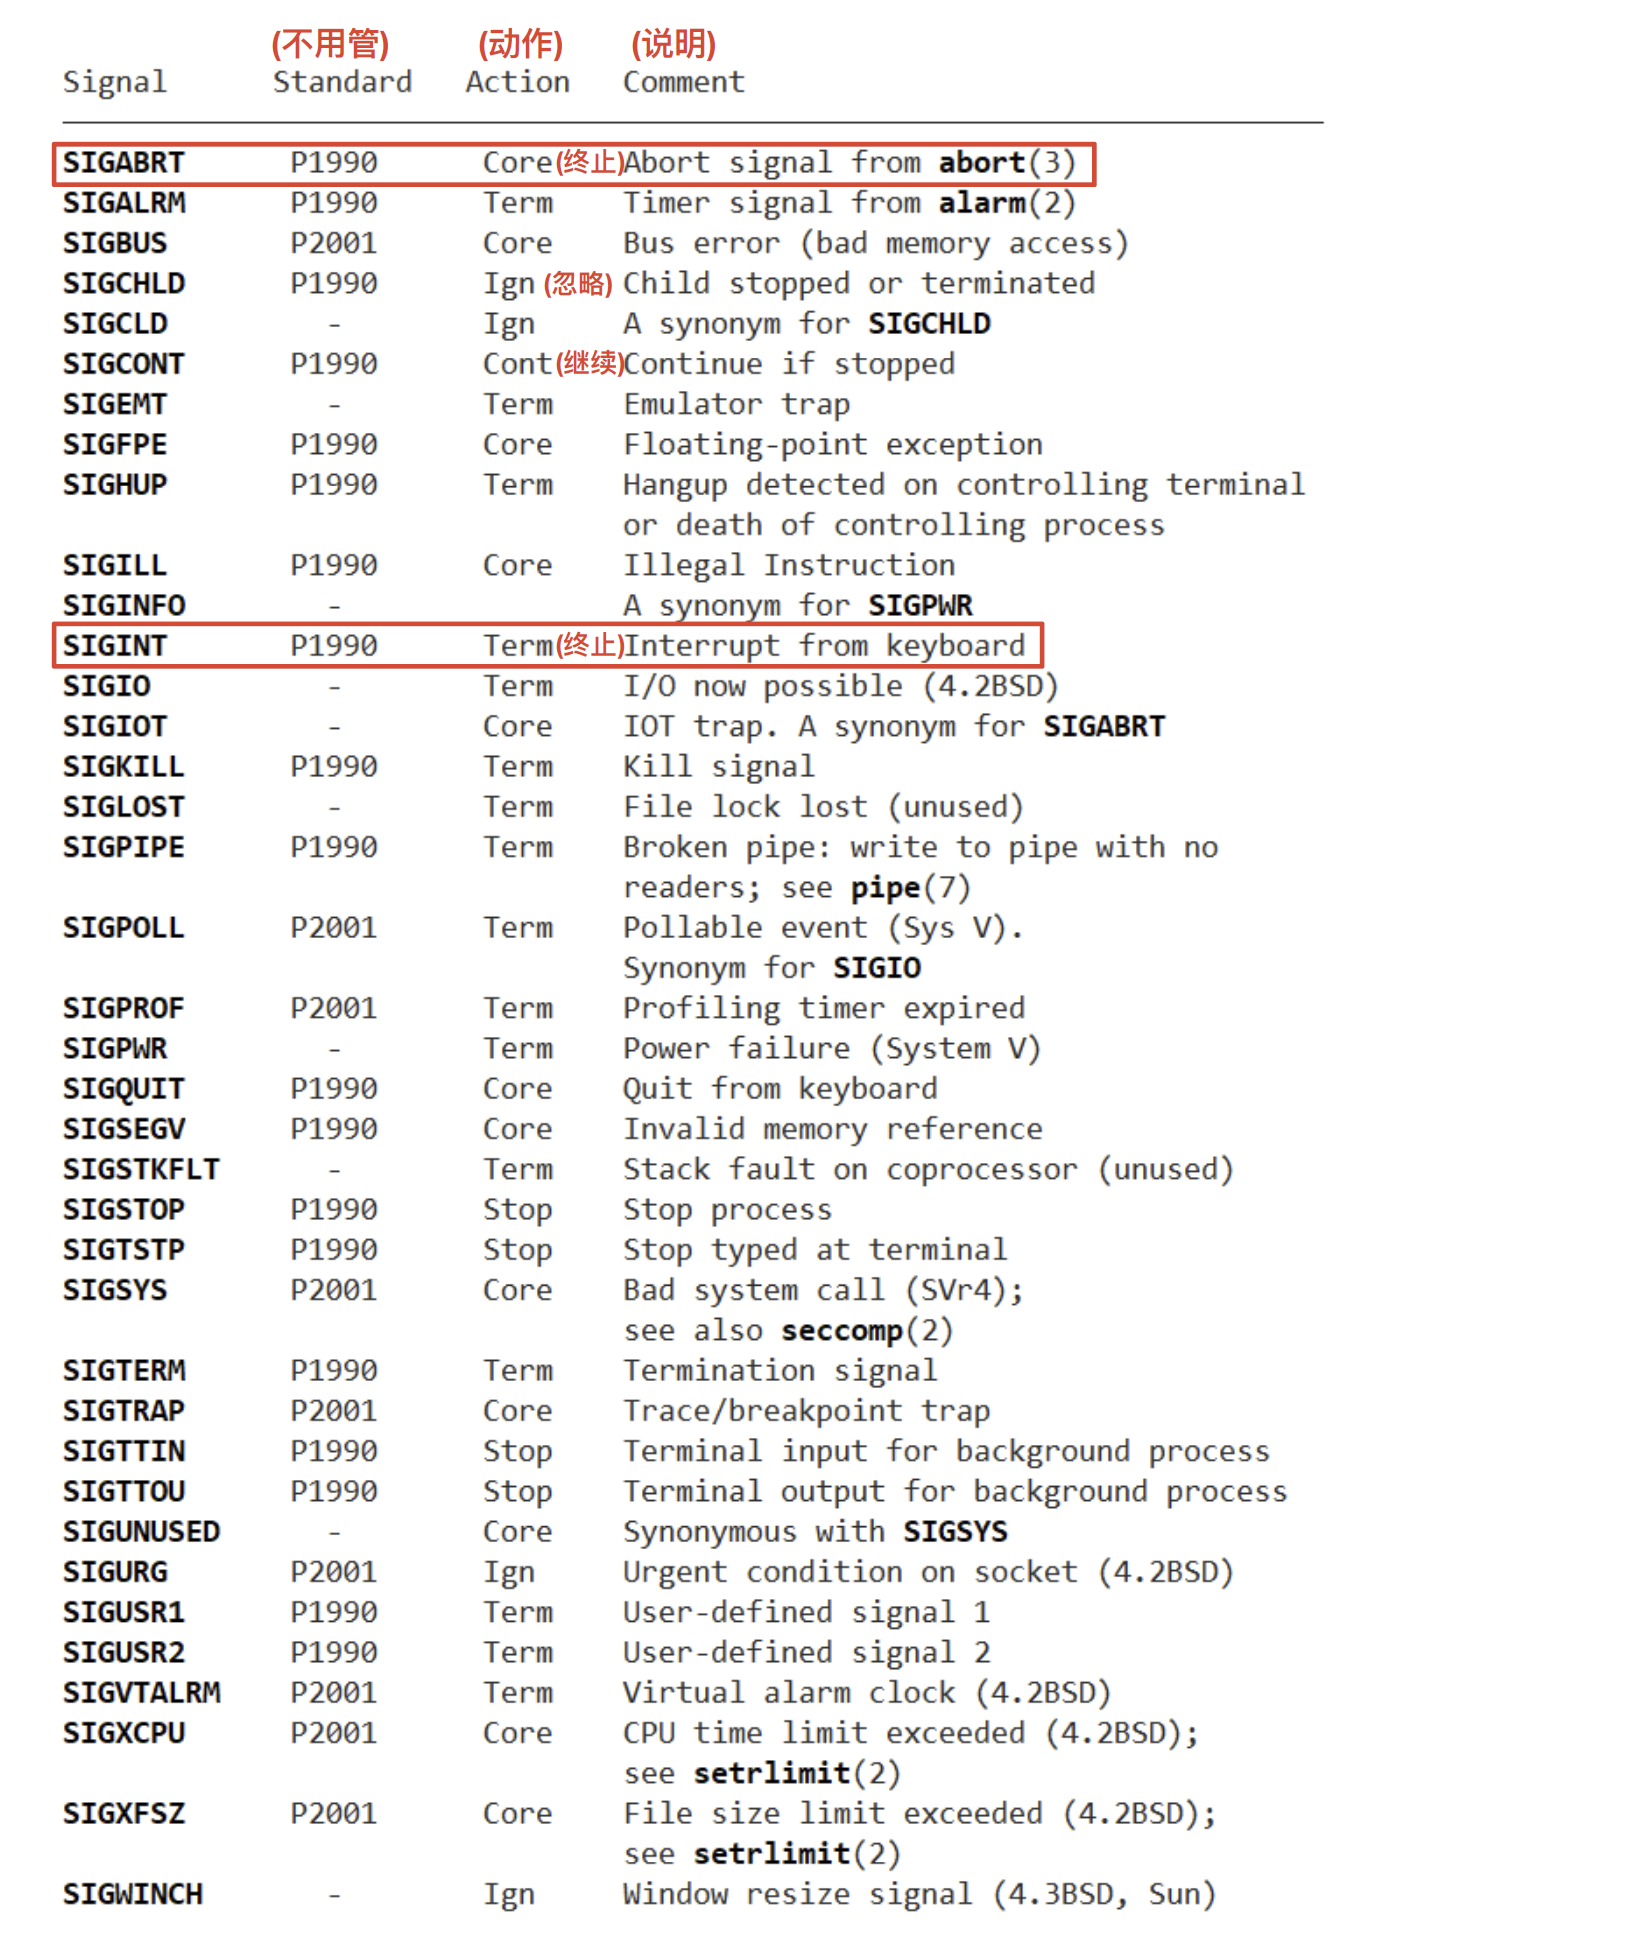 (不用管) (动作) (说明)
Signal Standard Action Comment
SIGABRT P1990 Core(终止)Abort signal from abort(3)
SIGALRM P1990 Term Timer signal from alarm(2)
SIGBUS P2001 Core Bus error (bad memory access)
SIGCHLD P1990 Ign (忽略) Child stopped or terminated
SIGCLD - Ign A synonym for SIGCHLD
SIGCONT P1990 Cont(继续)Continue if stopped
SIGEMT - Term Emulator trap
SIGFPE P1990 Core Floating-point exception
SIGHUP P1990 Term Hangup detected on controlling terminal
or death of controlling process
SIGILL P1990 Core Illegal Instruction
SIGINFO - A synonym for SIGPWR
SIGINT P1990 Term(终止)Interrupt from keyboard
SIGIO - Term I/O now possible (4.2BSD)
SIGIOT - Core IOT trap. A synonym for SIGABRT
SIGKILL P1990 Term Kill signal
SIGLOST - Term File lock lost (unused)
SIGPIPE P1990 Term Broken pipe: write to pipe with no
readers; see pipe(7)
SIGPOLL P2001 Term Pollable event (Sys V).
Synonym for SIGIO
SIGPROF P2001 Term Profiling timer expired
SIGPWR - Term Power failure (System V)
SIGQUIT P1990 Core Quit from keyboard
SIGSEGV P1990 Core Invalid memory reference
SIGSTKFLT - Term Stack fault on coprocessor (unused)
SIGSTOP P1990 Stop Stop process
SIGTSTP P1990 Stop Stop typed at terminal
SIGSYS P2001 Core Bad system call (SVr4);
see also seccomp(2)
SIGTERM P1990 Term Termination signal
SIGTRAP P2001 Core Trace/breakpoint trap
SIGTTIN P1990 Stop Terminal input for background process
SIGTTOU P1990 Stop Terminal output for background process
SIGUNUSED - Core Synonymous with SIGSYS
SIGURG P2001 Ign Urgent condition on socket (4.2BSD)
SIGUSR1 P1990 Term User-defined signal 1
SIGUSR2 P1990 Term User-defined signal 2
SIGVTALRM P2001 Term Virtual alarm clock (4.2BSD)
SIGXCPU P2001 Core CPU time limit exceeded (4.2BSD);
see setrlimit(2)
SIGXFSZ P2001 Core File size limit exceeded (4.2BSD);
see setrlimit(2)
SIGWINCH - Ign Window resize signal (4.3BSD, Sun)